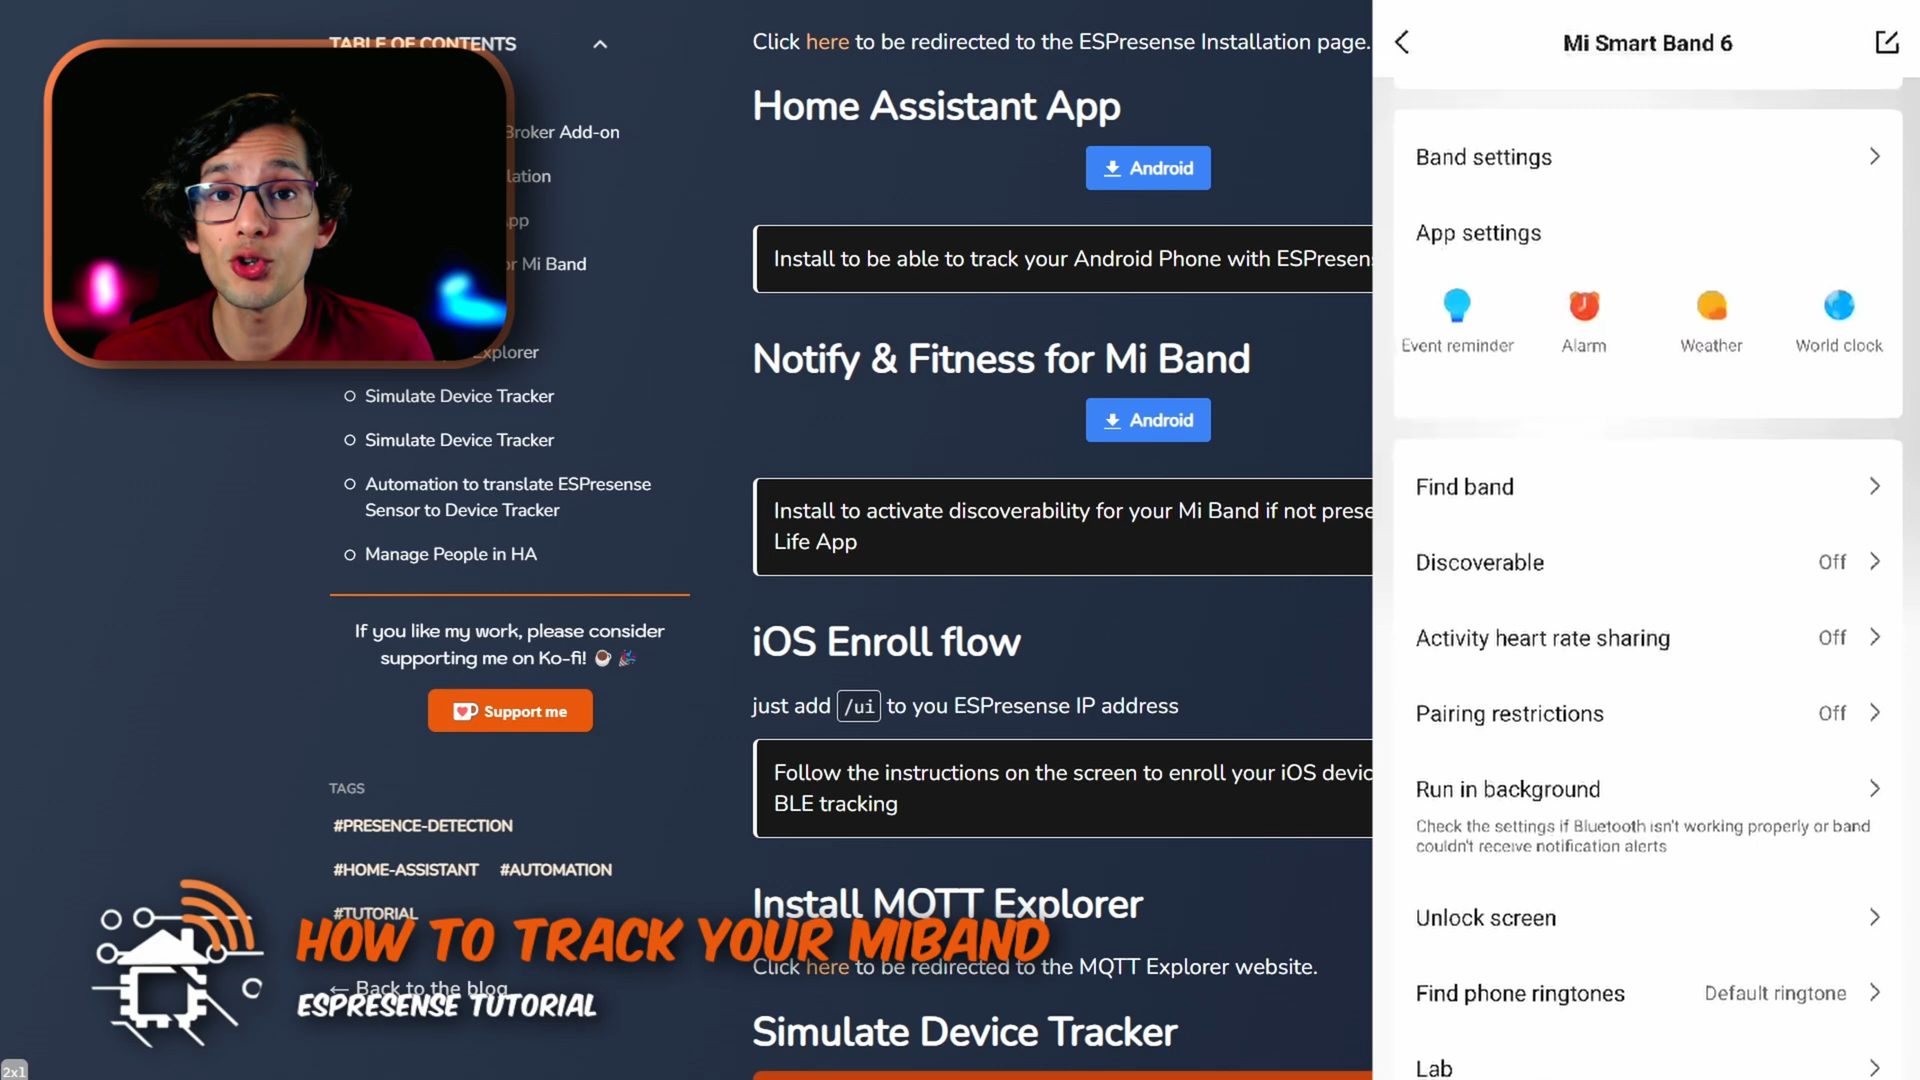 TABLE OF CONTENTS
Broker Add-on
lation
pp
or Mi Band
Explorer
Simulate Device Tracker
Simulate Device Tracker
Automation to translate ESPresense
Sensor to Device Tracker
Manage People in HA
If you like my work, please consider
supporting me on Ko-fi!
Support me
TAGS
#PRESENCE-DETECTION
#HOME-ASSISTANT #AUTOMATION
#TUTORIAL
← Back to the blog
HOW TO TRACK YOUR MIBAND
ESPRESENSE TUTORIAL
2x1
Click here to be redirected to the ESPresense Installation page.
Home Assistant App
Android
Install to be able to track your Android Phone with ESPresens
Notify & Fitness for Mi Band
Android
Install to activate discoverability for your Mi Band if not prese
Life App
iOS Enroll flow
just add /ui to you ESPresense IP address
Follow the instructions on the screen to enroll your iOS devic
BLE tracking
Install MQTT Explorer
Click here to be redirected to the MQTT Explorer website.
Simulate Device Tracker
Mi Smart Band 6
Band settings
App settings
Event reminder Alarm Weather World clock
Find band
Discoverable Off
Activity heart rate sharing Off
Pairing restrictions Off
Run in background
Check the settings if Bluetooth isn't working properly or band
couldn't receive notification alerts
Unlock screen
Find phone ringtones Default ringtone
Lab